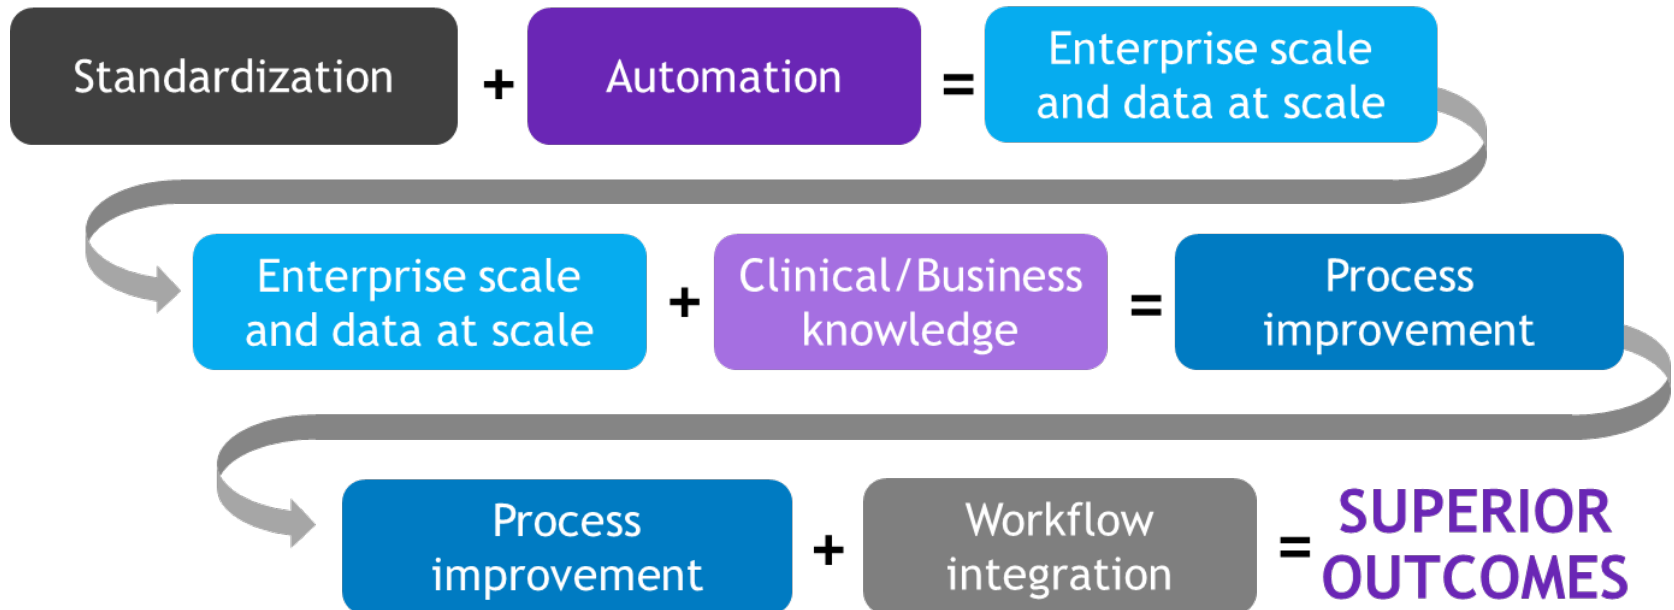 Standardization + Automation = Enterprise scale
and data at scale
Enterprise scale
and data at scale + Clinical/Business
knowledge = Process
improvement
Process
improvement + Workflow
integration = SUPERIOR
OUTCOMES